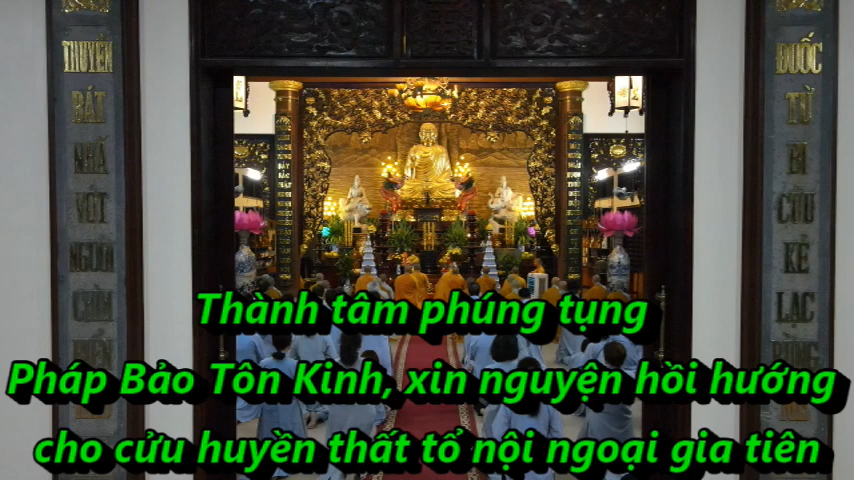 THUYỀN
BÁT
NHÃ
VỚT
NGƯỜI
ĐUỐC
TỪ
BI
CỨU
KẺ
LẠC
Thành tâm phúng tụng
Pháp Bảo Tôn Kinh, xin nguyện hồi hướng
cho cửu huyền thất tổ nội ngoại gia tiên